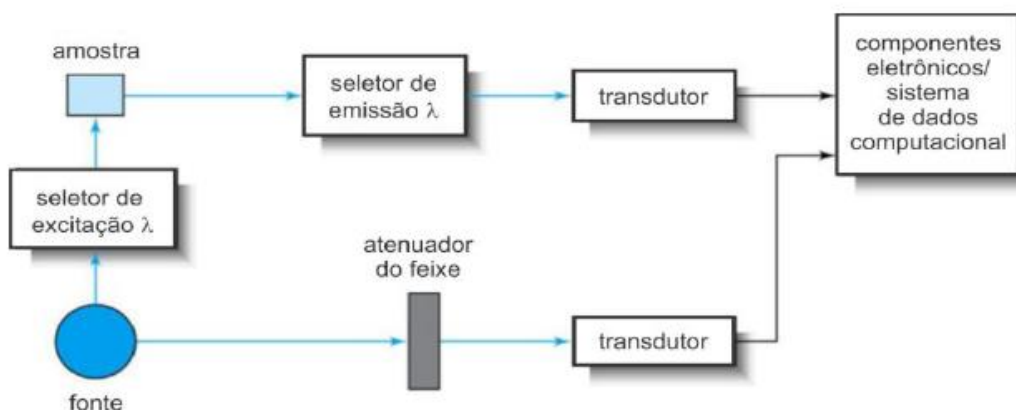 amostra
seletor de
emissão λ
transdutor
componentes
eletrônicos/
sistema
de dados
computacional
seletor de
excitação λ
atenuador
do feixe
transdutor
fonte